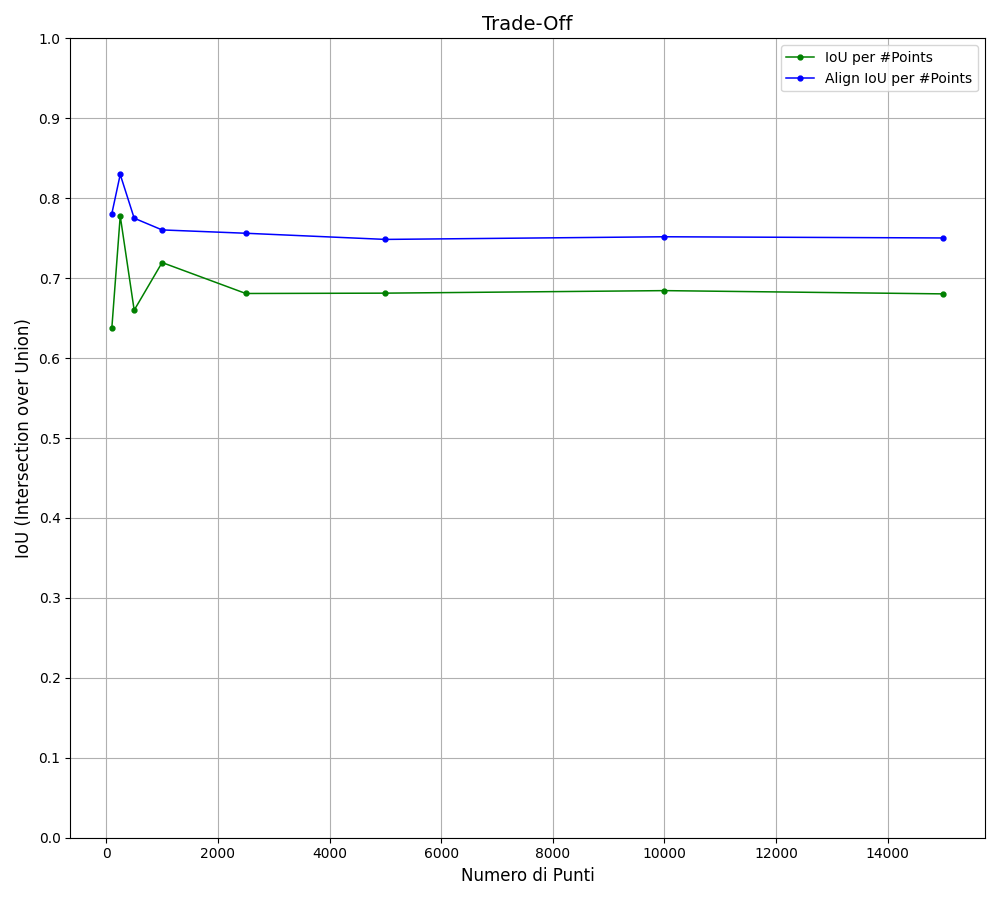 Trade-Off
IoU per #Points
Align IoU per #Points
IoU (Intersection over Union)
1.0
0.9
0.8
0.7
0.6
0.5
0.4
0.3
0.2
0.1
0.0
0 2000 4000 6000 8000 10000 12000 14000
Numero di Punti